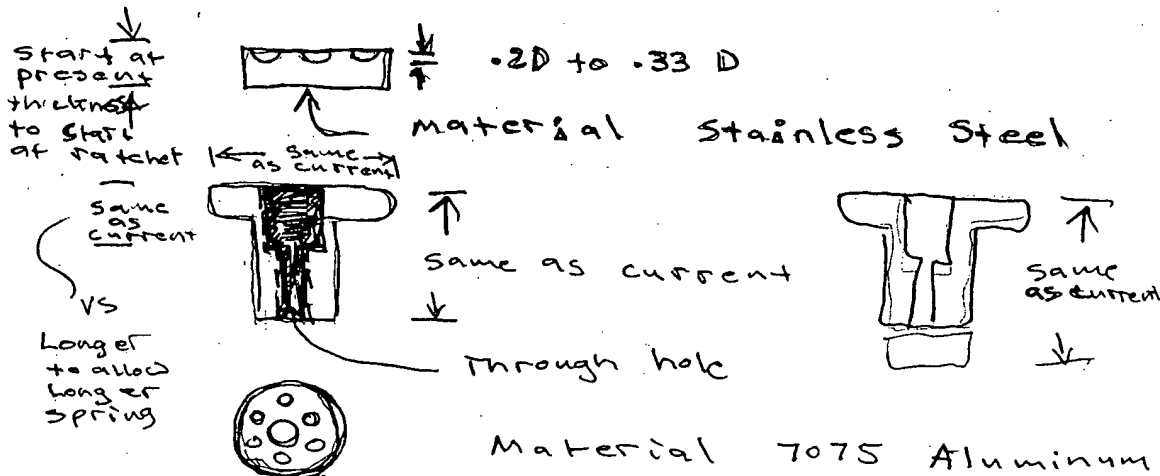 Start at
present
thickness
to start
at ratchet
.2D to .33 D
Material Stainless Steel
same
as current
same
as
current
VS
Longer
to allow
longer
spring
same as current
same
as current
Through hole
Material 7075 Aluminum